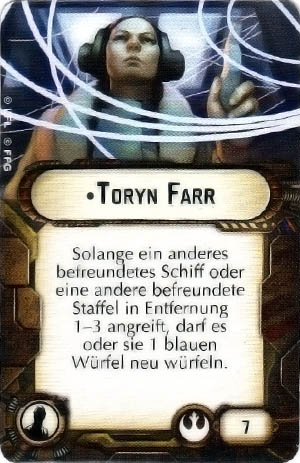 •Toryn Farr
Solange ein anderes
befreundetes Schiff oder
eine andere befreundete
Staffel in Entfernung
1–3 angreift, darf es
oder sie 1 blauen
Würfel neu würfeln.
7
© FFG